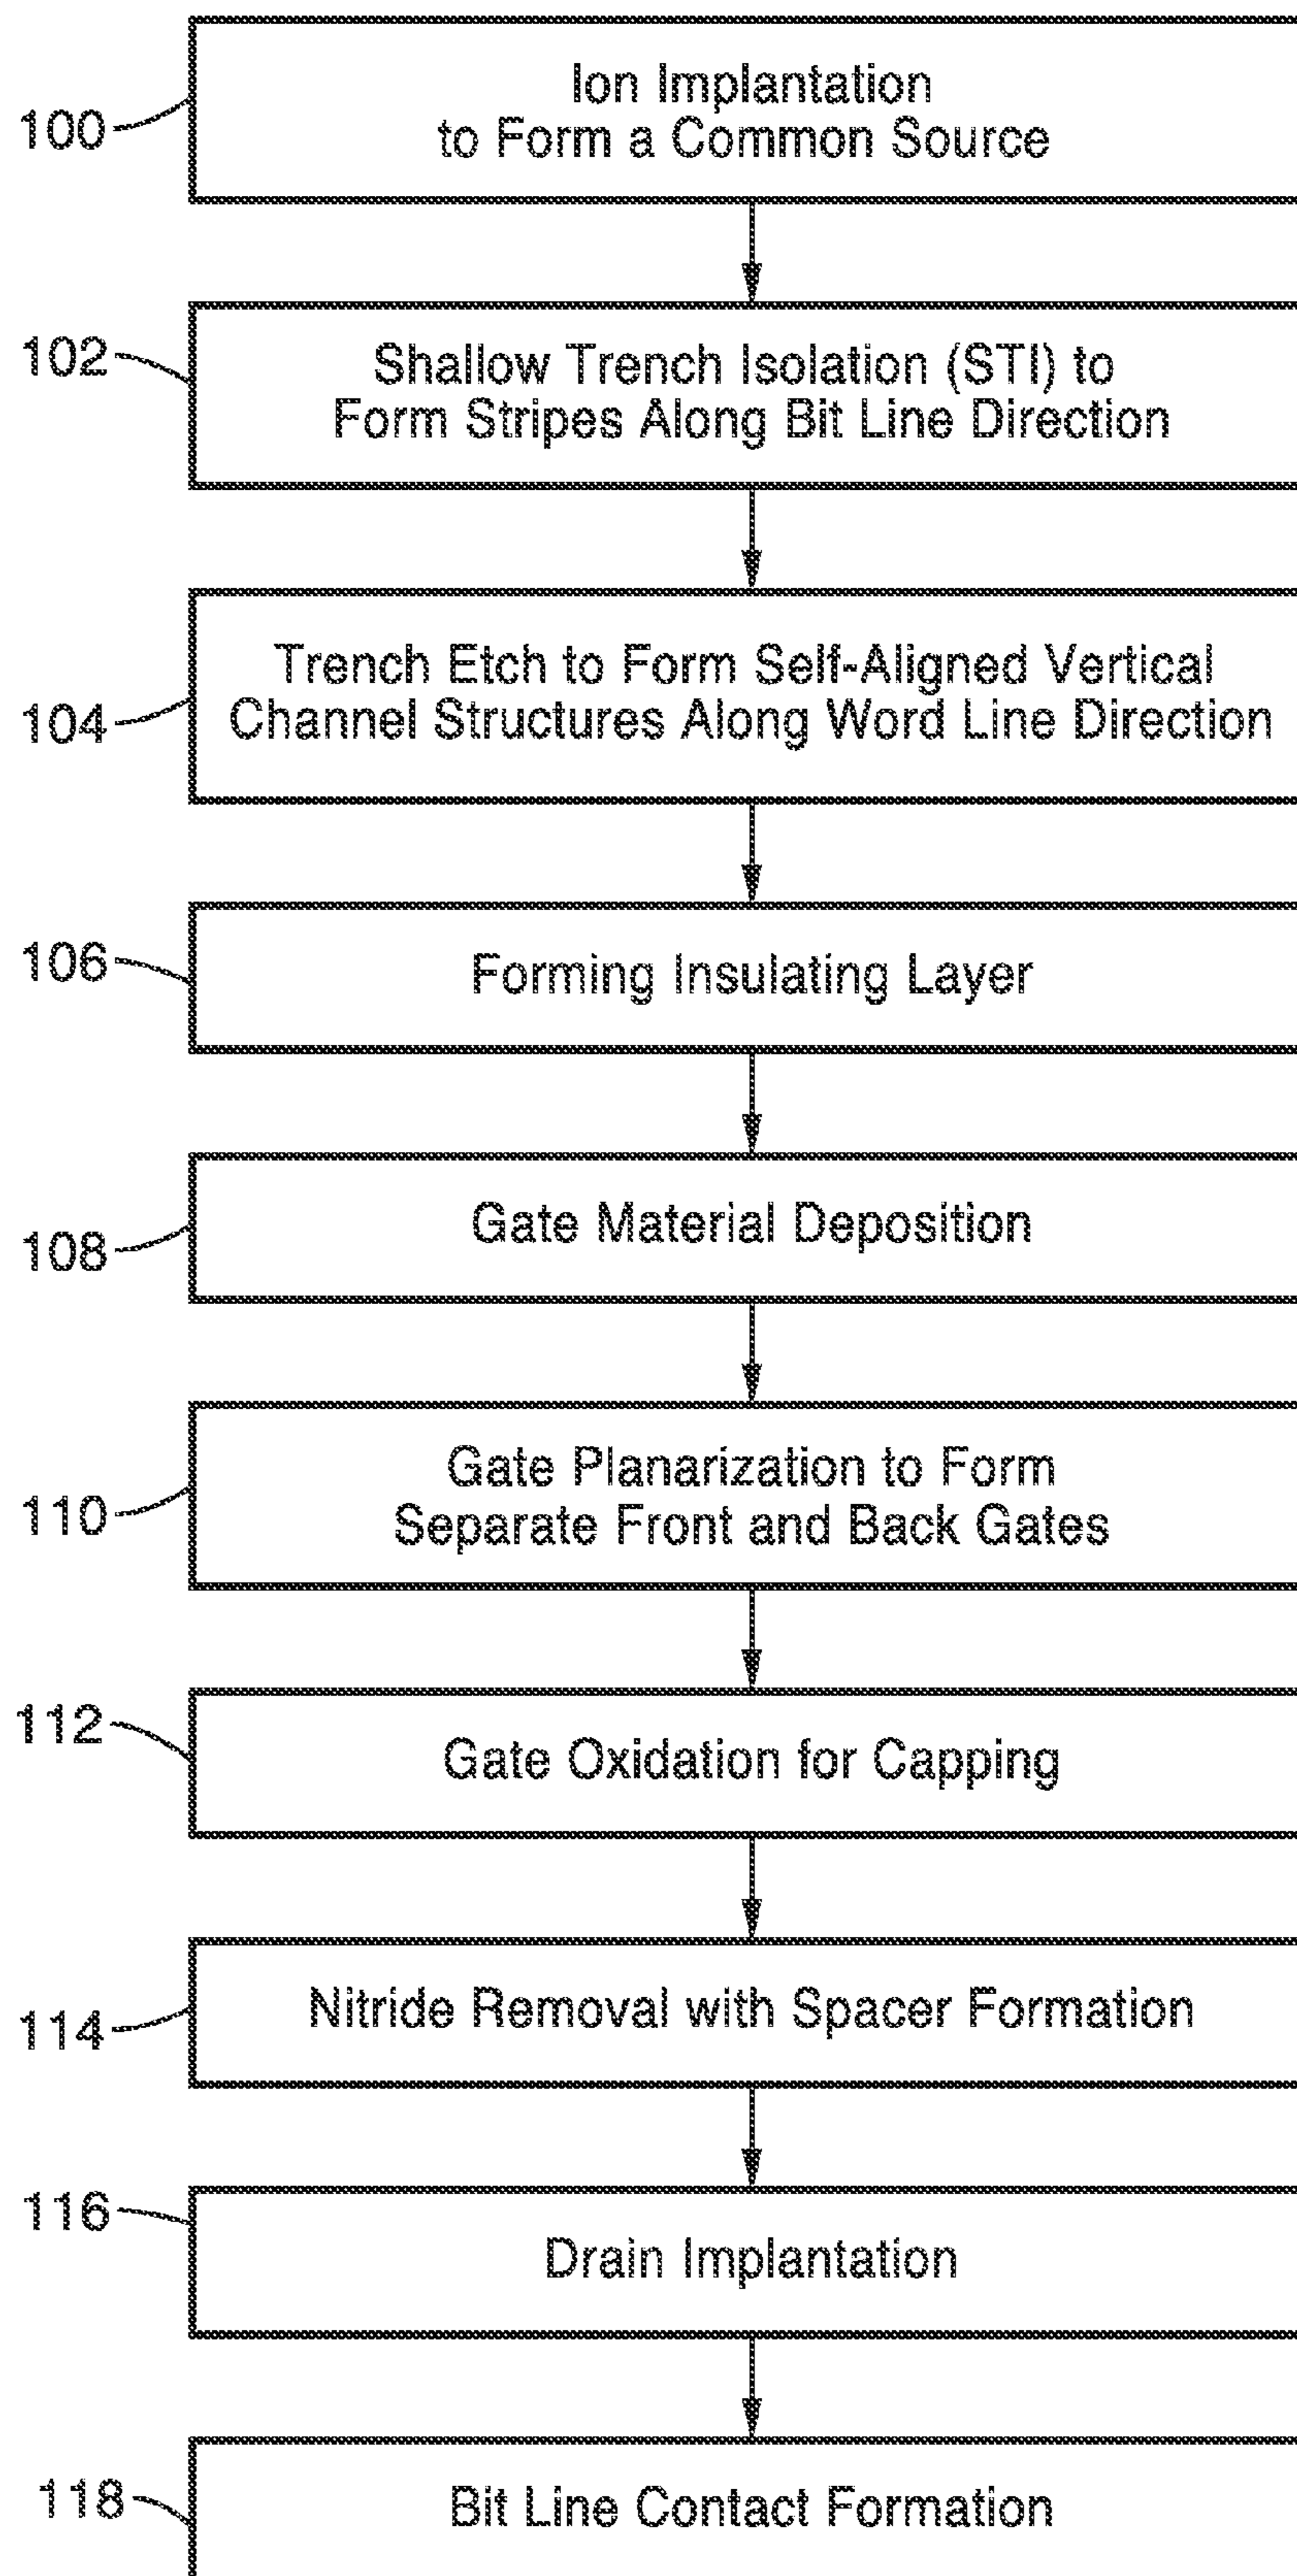 100
Ion Implantation
to Form a Common Source
102
Shallow Trench Isolation (STI) to
Form Stripes Along Bit Line Direction
104
Trench Etch to Form Self-Aligned Vertical
Channel Structures Along Word Line Direction
106
Forming Insulating Layer
108
Gate Material Deposition
110
Gate Planarization to Form
Separate Front and Back Gates
112
Gate Oxidation for Capping
114
Nitride Removal with Spacer Formation
116
Drain Implantation
118
Bit Line Contact Formation